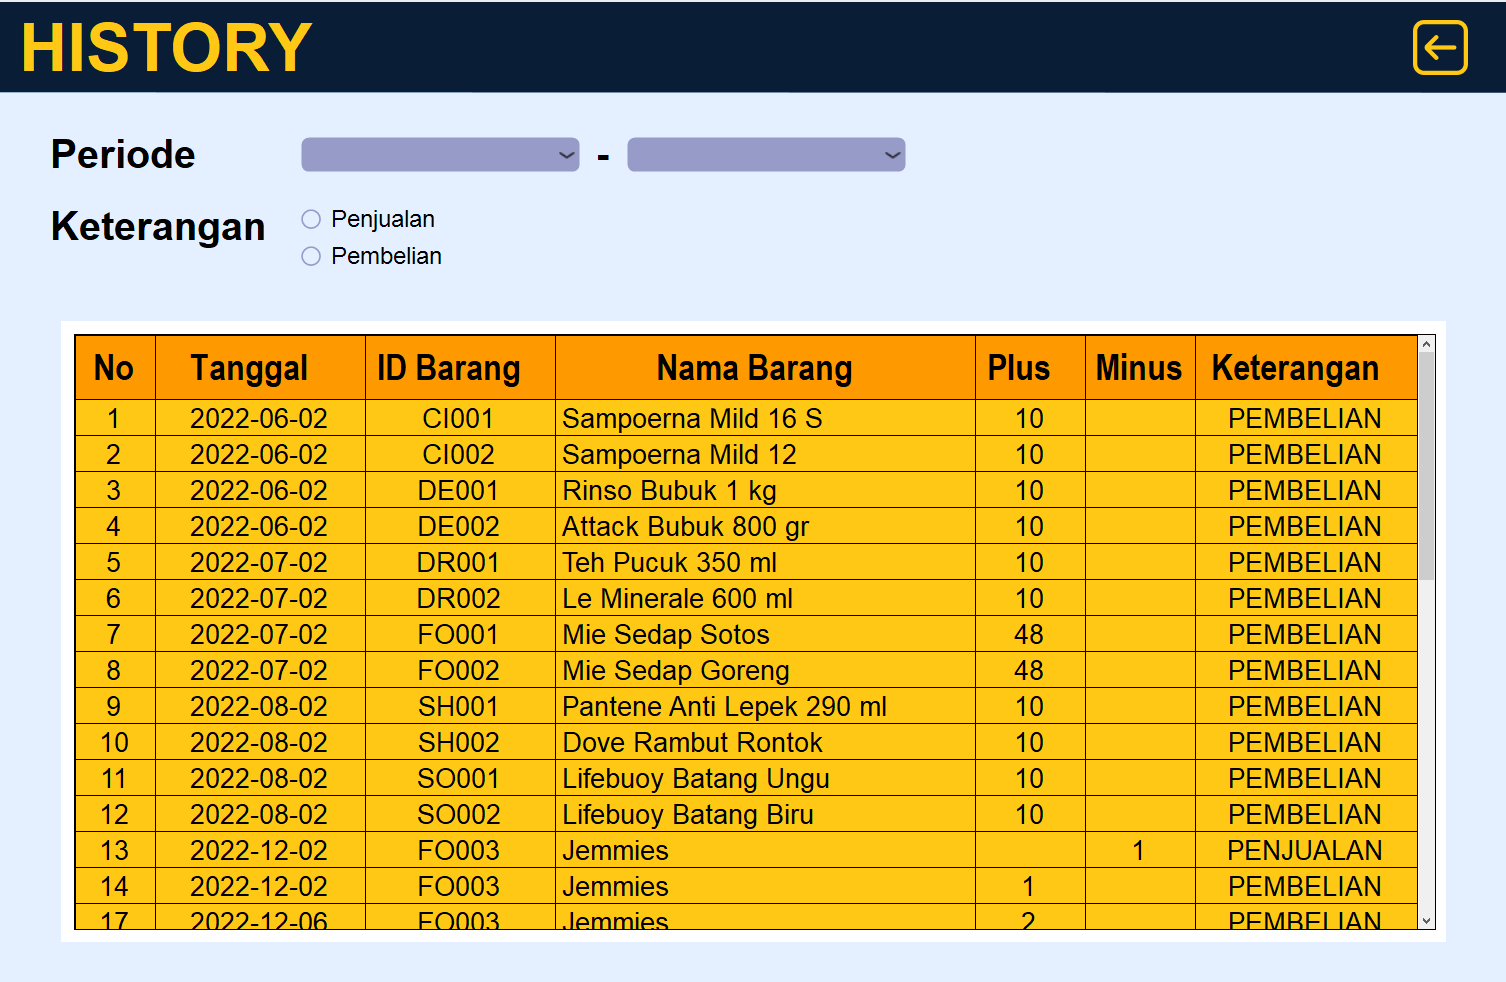 HISTORY
Periode -
Keterangan
Penjualan
Pembelian
No Tanggal ID Barang Nama Barang Plus Minus Keterangan
1 2022-06-02 CI001 Sampoerna Mild 16 S 10 PEMBELIAN
2 2022-06-02 CI002 Sampoerna Mild 12 10 PEMBELIAN
3 2022-06-02 DE001 Rinso Bubuk 1 kg 10 PEMBELIAN
4 2022-06-02 DE002 Attack Bubuk 800 gr 10 PEMBELIAN
5 2022-07-02 DR001 Teh Pucuk 350 ml 10 PEMBELIAN
6 2022-07-02 DR002 Le Minerale 600 ml 10 PEMBELIAN
7 2022-07-02 FO001 Mie Sedap Sotos 48 PEMBELIAN
8 2022-07-02 FO002 Mie Sedap Goreng 48 PEMBELIAN
9 2022-08-02 SH001 Pantene Anti Lepek 290 ml 10 PEMBELIAN
10 2022-08-02 SH002 Dove Rambut Rontok 10 PEMBELIAN
11 2022-08-02 SO001 Lifebuoy Batang Ungu 10 PEMBELIAN
12 2022-08-02 SO002 Lifebuoy Batang Biru 10 PEMBELIAN
13 2022-12-02 FO003 Jemmies 1 PENJUALAN
14 2022-12-02 FO003 Jemmies 1 PEMBELIAN
17 2022-12-06 FO003 Jemmies 2 PEMBELIAN